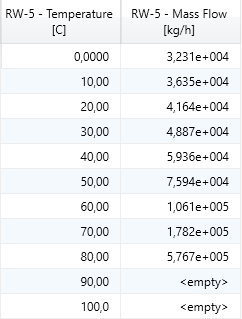 RW-5 - Temperature [C] RW-5 - Mass Flow [kg/h]
0,0000 3,231e+004
10,00 3,635e+004
20,00 4,164e+004
30,00 4,887e+004
40,00 5,936e+004
50,00 7,594e+004
60,00 1,061e+005
70,00 1,782e+005
80,00 5,767e+005
90,00 <empty>
100,0 <empty>